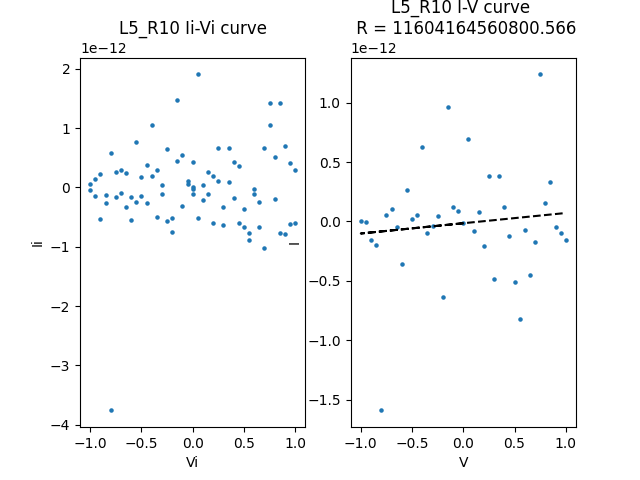 L5_R10 Ii-Vi curve
L5_R10 I-V curve
R = 11604164560800.566
1e−12
1e−12
2
1
0
−1
−2
−3
−4
Ii
−1.0 −0.5 0.0 0.5 1.0
Vi
1.0
0.5
0.0
−0.5
−1.0
−1.5
I
−1.0 −0.5 0.0 0.5 1.0
V